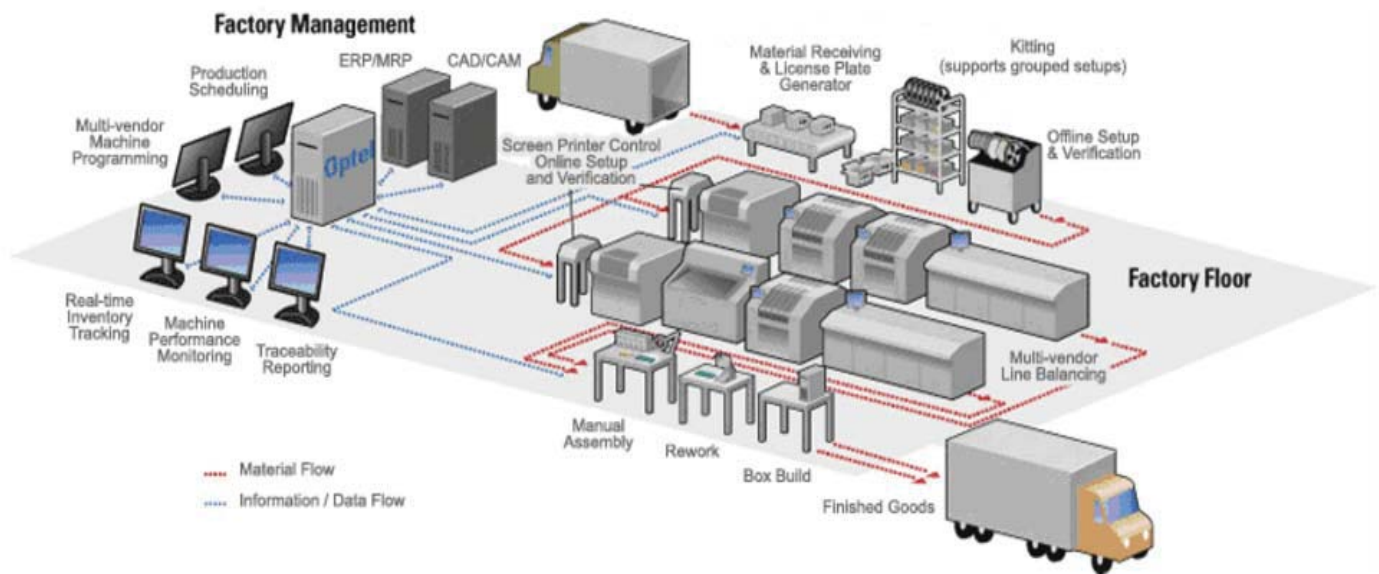 Factory Management
ERP/MRP
CAD/CAM
Production
Scheduling
Multi-vendor
Machine
Programming
Optel
Material Receiving
& License Plate
Generator
Kitting
(supports grouped setups)
Offline Setup
& Verification
Screen Printer Control
Online Setup
and Verification
Factory Floor
Real-time
Inventory
Tracking
Machine
Performance
Monitoring
Traceability
Reporting
Multi-vendor
Line Balancing
Manual
Assembly
Rework
Box Build
Finished Goods
Material Flow
Information / Data Flow